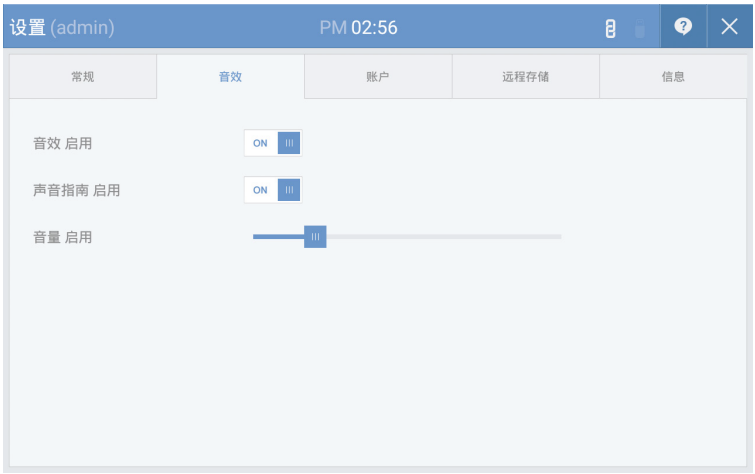 设置 (admin) PM 02:56
常规 音效 账户 远程存储 信息
音效 启用 ON
声音指南 启用 ON
音量 启用